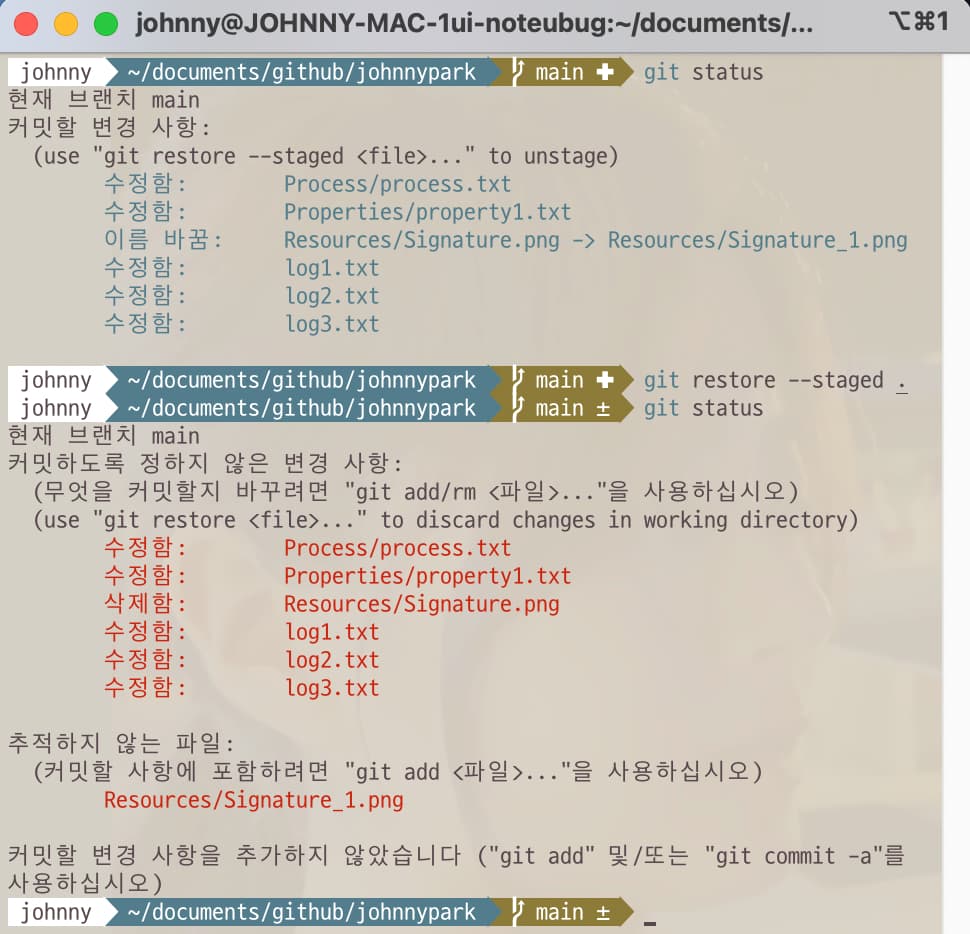 johnny@JOHNNY-MAC-1ui-noteubug:~/documents/... ⌥⌘1
johnny ~/documents/github/johnnypark main ✚ git status
현재 브랜치 main
커밋할 변경 사항:
(use "git restore --staged <file>..." to unstage)
수정함: Process/process.txt
수정함: Properties/property1.txt
이름 바꿈: Resources/Signature.png -> Resources/Signature_1.png
수정함: log1.txt
수정함: log2.txt
수정함: log3.txt
johnny ~/documents/github/johnnypark main ✚ git restore --staged .
johnny ~/documents/github/johnnypark main ± git status
현재 브랜치 main
커밋하도록 정하지 않은 변경 사항:
(무엇을 커밋할지 바꾸려면 "git add/rm <파일>..."을 사용하십시오)
(use "git restore <file>..." to discard changes in working directory)
수정함: Process/process.txt
수정함: Properties/property1.txt
삭제함: Resources/Signature.png
수정함: log1.txt
수정함: log2.txt
수정함: log3.txt
추적하지 않는 파일:
(커밋할 사항에 포함하려면 "git add <파일>..."을 사용하십시오)
Resources/Signature_1.png
커밋할 변경 사항을 추가하지 않았습니다 ("git add" 및/또는 "git commit -a"를
사용하십시오)
johnny ~/documents/github/johnnypark main ±